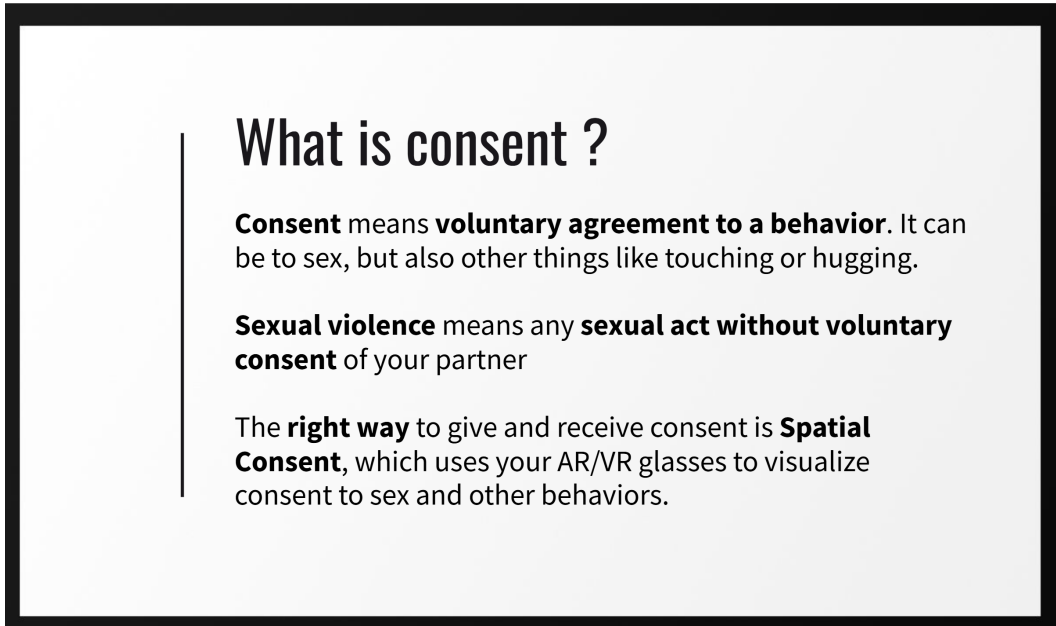 What is consent ?
Consent means voluntary agreement to a behavior. It can
be to sex, but also other things like touching or hugging.
Sexual violence means any sexual act without voluntary
consent of your partner
The right way to give and receive consent is Spatial
Consent, which uses your AR/VR glasses to visualize
consent to sex and other behaviors.